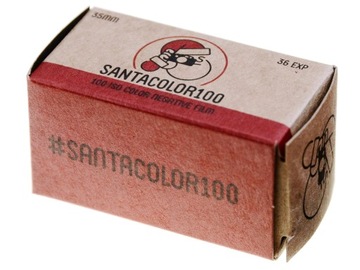 35mm
36 EXP
SANTACOLOR100
100 ISO COLOR NEGATIVE FILM
#SANTACOLOR100